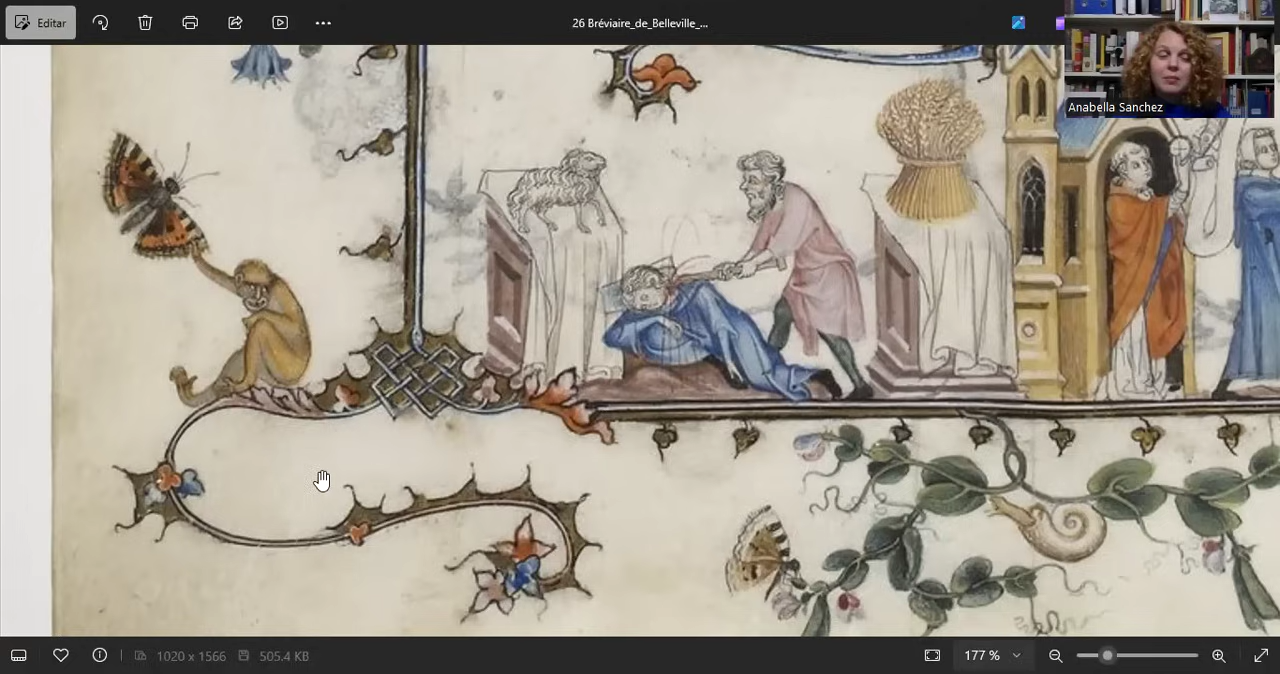 Editar
26 Bréviaire_de_Belleville_...
Anabella Sanchez
1020 x 1566
505.4 KB
177 %